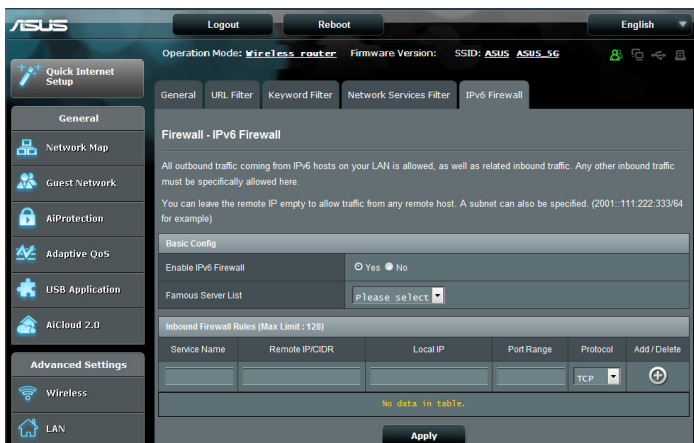 ASUS
Logout
Reboot
English
Operation Mode: Wireless router Firmware Version: SSID: ASUS ASUS_5G
Quick Internet Setup
General
Network Map
Guest Network
AiProtection
Adaptive QoS
USB Application
AiCloud 2.0
Advanced Settings
Wireless
LAN
General
URL Filter
Keyword Filter
Network Services Filter
IPv6 Firewall
Firewall - IPv6 Firewall
All outbound traffic coming from IPv6 hosts on your LAN is allowed, as well as related inbound traffic. Any other inbound traffic
must be specifically allowed here.
You can leave the remote IP empty to allow traffic from any remote host. A subnet can also be specified. (2001::111:222:333/64
for example)
Basic Config
Enable IPv6 Firewall
Yes No
Famous Server List
Please select
Inbound Firewall Rules (Max Limit : 128)
Service Name Remote IP/CIDR Local IP Port Range Protocol Add / Delete
TCP
No data in table.
Apply